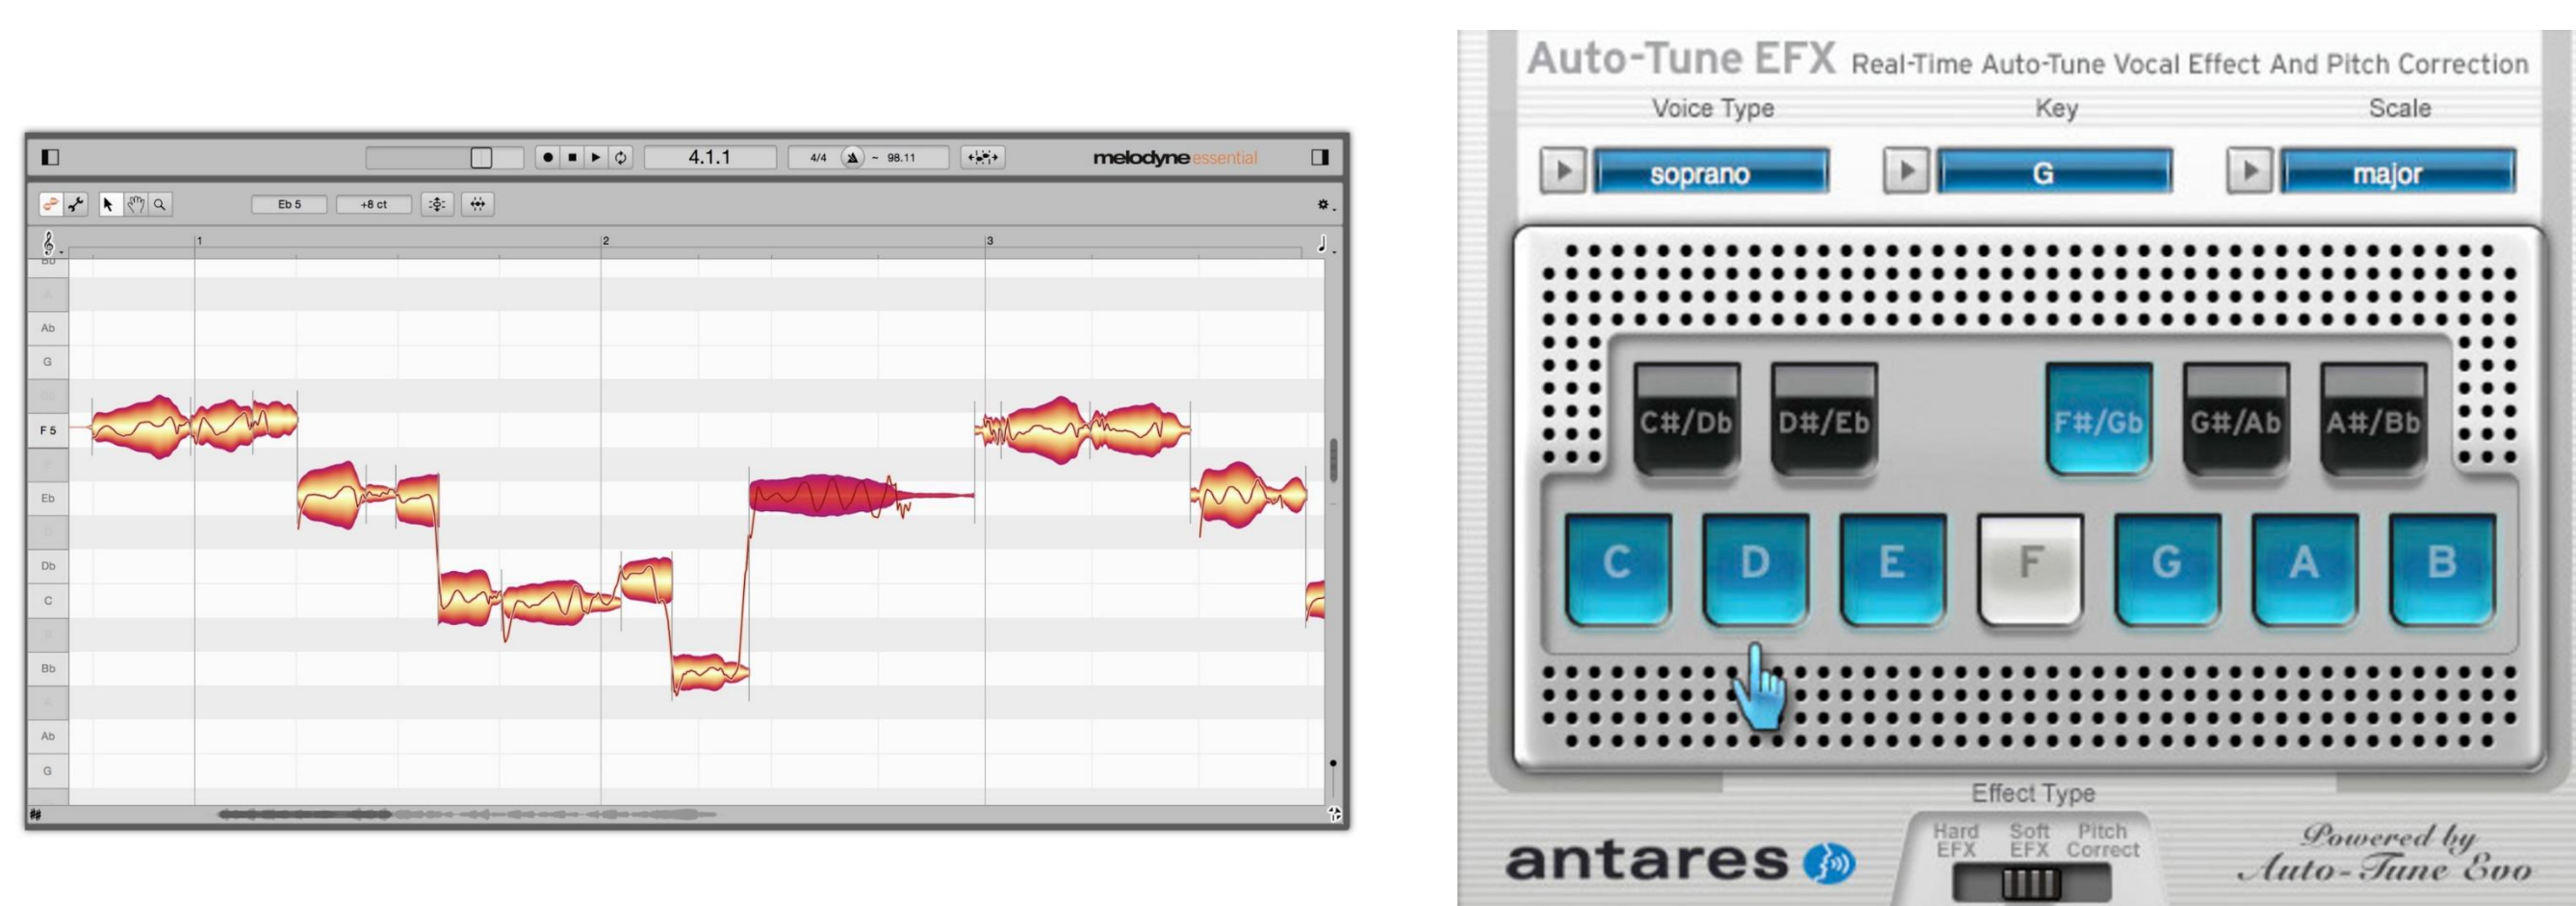 4.1.1
4/4
~ 98.11
melodyne essential
Eb 5
+8 ct
1
2
3
Ab
G
F 5
Eb
Db
C
Bb
Ab
G
Auto-Tune EFX Real-Time Auto-Tune Vocal Effect And Pitch Correction
Voice Type
Key
Scale
soprano
G
major
C#/Db
D#/Eb
F#/Gb
G#/Ab
A#/Bb
C
D
E
F
G
A
B
Effect Type
Hard EFX
Soft EFX
Pitch Correct
antares
Powered by
Auto-Tune Evo